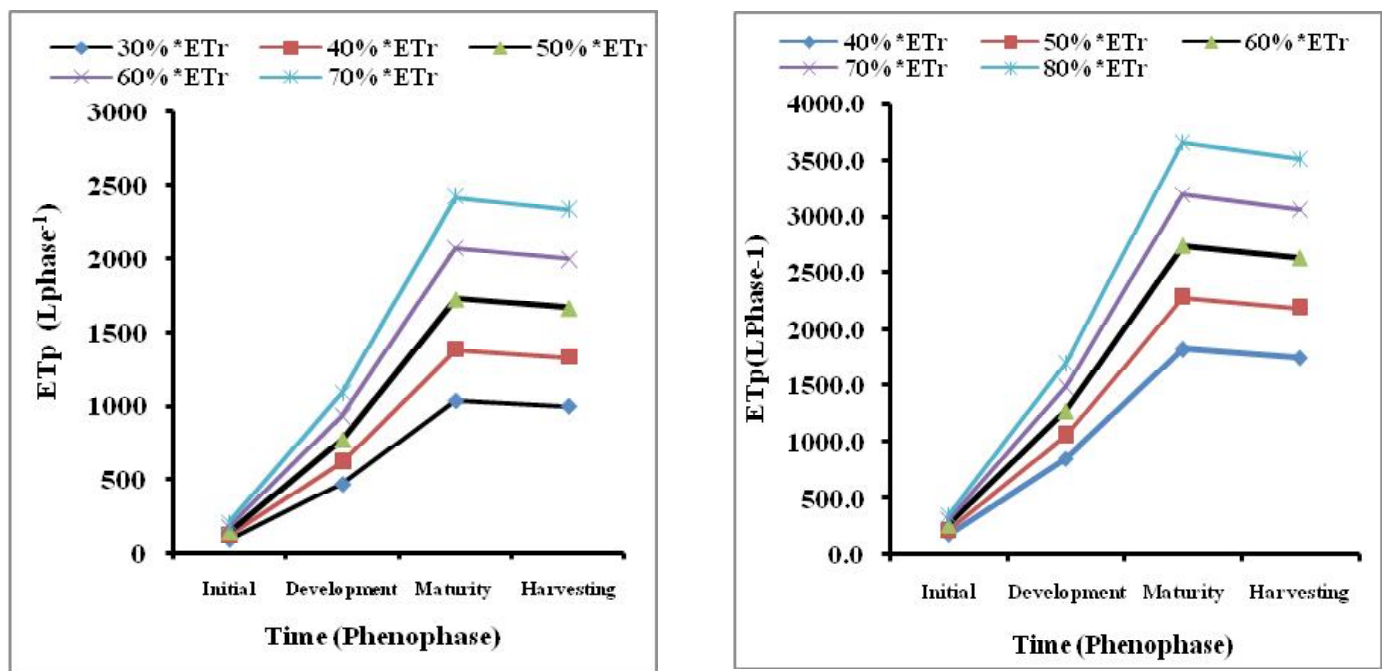 30%*ETr 40%*ETr 50%*ETr
60%*ETr 70%*ETr
3000
2500
2000
1500
1000
500
0
ETp (Lphase-1)
Initial Development Maturity Harvesting
Time (Phenophase)
40%*ETr 50%*ETr 60%*ETr
70%*ETr 80%*ETr
4000.0
3500.0
3000.0
2500.0
2000.0
1500.0
1000.0
500.0
0.0
ETp(LPhase-1)
Initial Development Maturity Harvesting
Time (Phenophase)